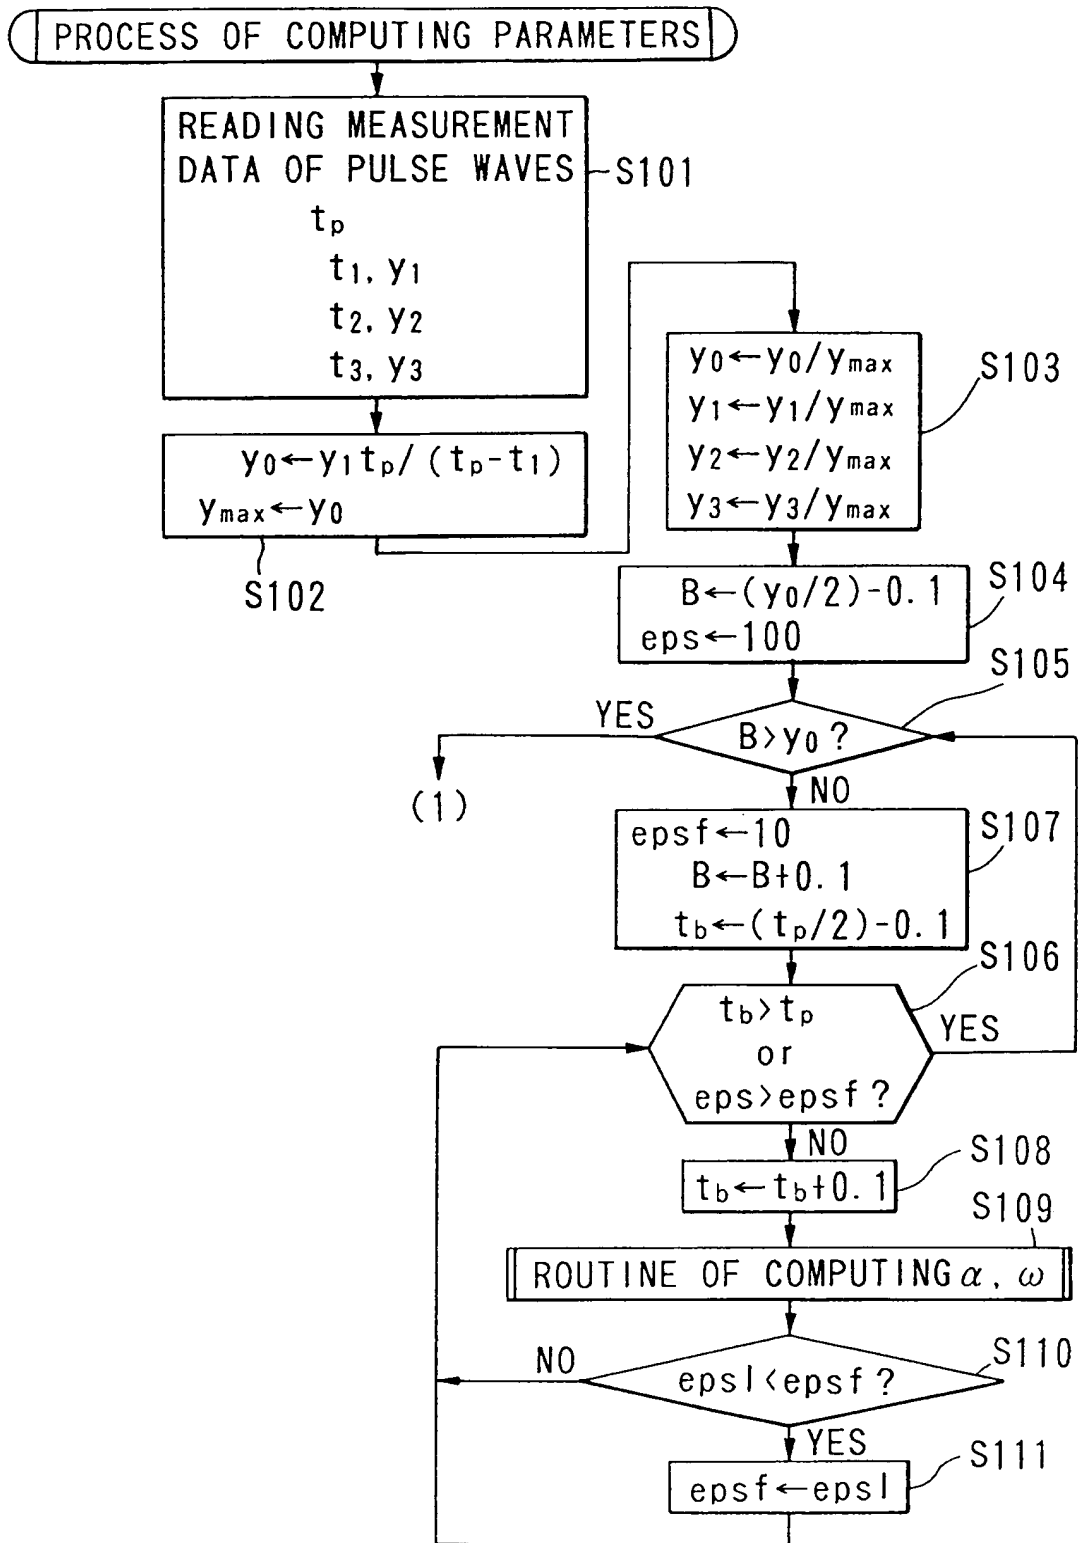 PROCESS OF COMPUTING PARAMETERS
READING MEASUREMENT
DATA OF PULSE WAVES
S101
tp
t1, y1
t2, y2
t3, y3
y0←y1tp/(tp-t1)
ymax←y0
S102
y0←y0/ymax
y1←y1/ymax
y2←y2/ymax
y3←y3/ymax
S103
B←(y0/2)-0.1
eps←100
S104
S105
B>y0?
YES
(1)
NO
epsf←10
B←B+0.1
tb←(tp/2)-0.1
S107
S106
tb>tp
or
eps>epsf?
YES
NO
tb←tb+0.1
S108
S109
ROUTINE OF COMPUTING α, ω
S110
epsl<epsf?
NO
YES
epsf←epsl
S111